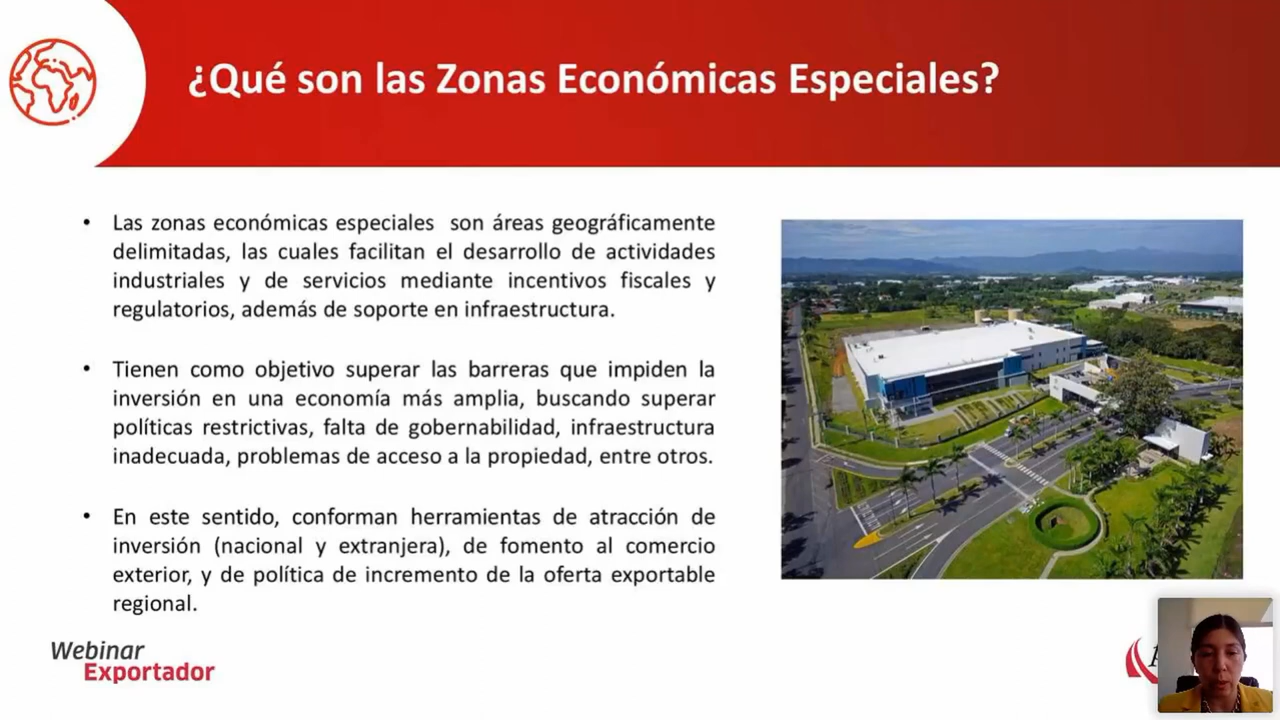 ¿Qué son las Zonas Económicas Especiales?
• Las zonas económicas especiales son áreas geográficamente
delimitadas, las cuales facilitan el desarrollo de actividades
industriales y de servicios mediante incentivos fiscales y
regulatorios, además de soporte en infraestructura.
• Tienen como objetivo superar las barreras que impiden la
inversión en una economía más amplia, buscando superar
políticas restrictivas, falta de gobernabilidad, infraestructura
inadecuada, problemas de acceso a la propiedad, entre otros.
• En este sentido, conforman herramientas de atracción de
inversión (nacional y extranjera), de fomento al comercio
exterior, y de política de incremento de la oferta exportable
regional.
Webinar
Exportador